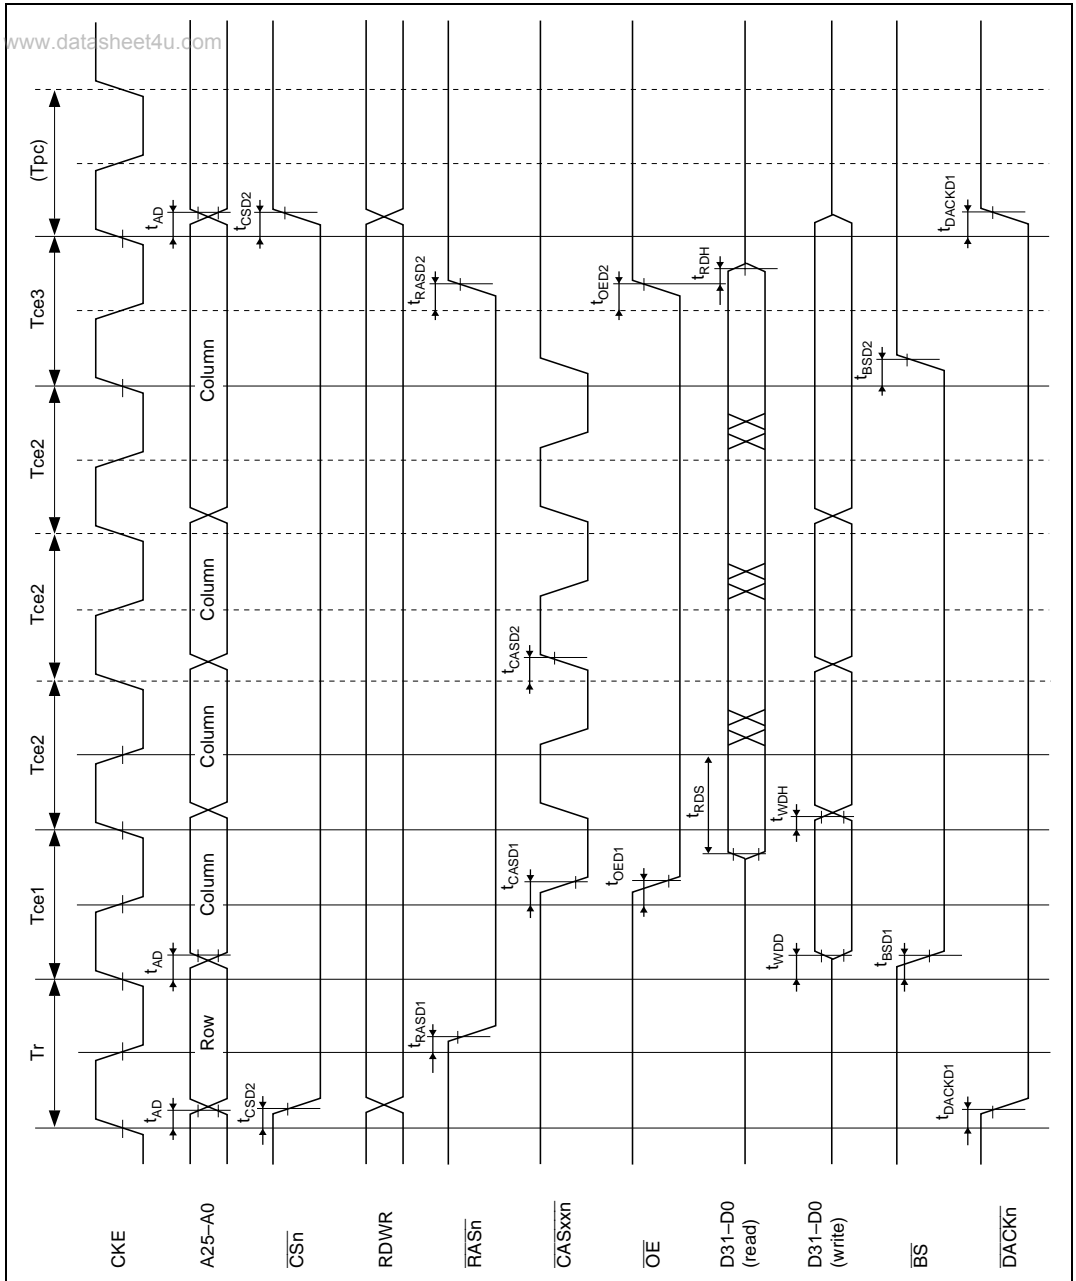 www.datasheet4u.com
Tr
Tce1
Tce2
Tce2
Tce2
Tce3
(Tpc)
CKE
A25–A0
tAD
Row
tAD
Column
Column
Column
Column
tAD
CSn
tCSD2
tCSD2
RDWR
RASn
tRASD1
tRASD2
CASxxn
tCASD1
tCASD2
OE
tOED1
tOED2
D31–D0
(read)
tRDS
tRDH
D31–D0
(write)
tWDD
tWDH
BS
tBSD1
tBSD2
DACKn
tDACKD1
tDACKD1